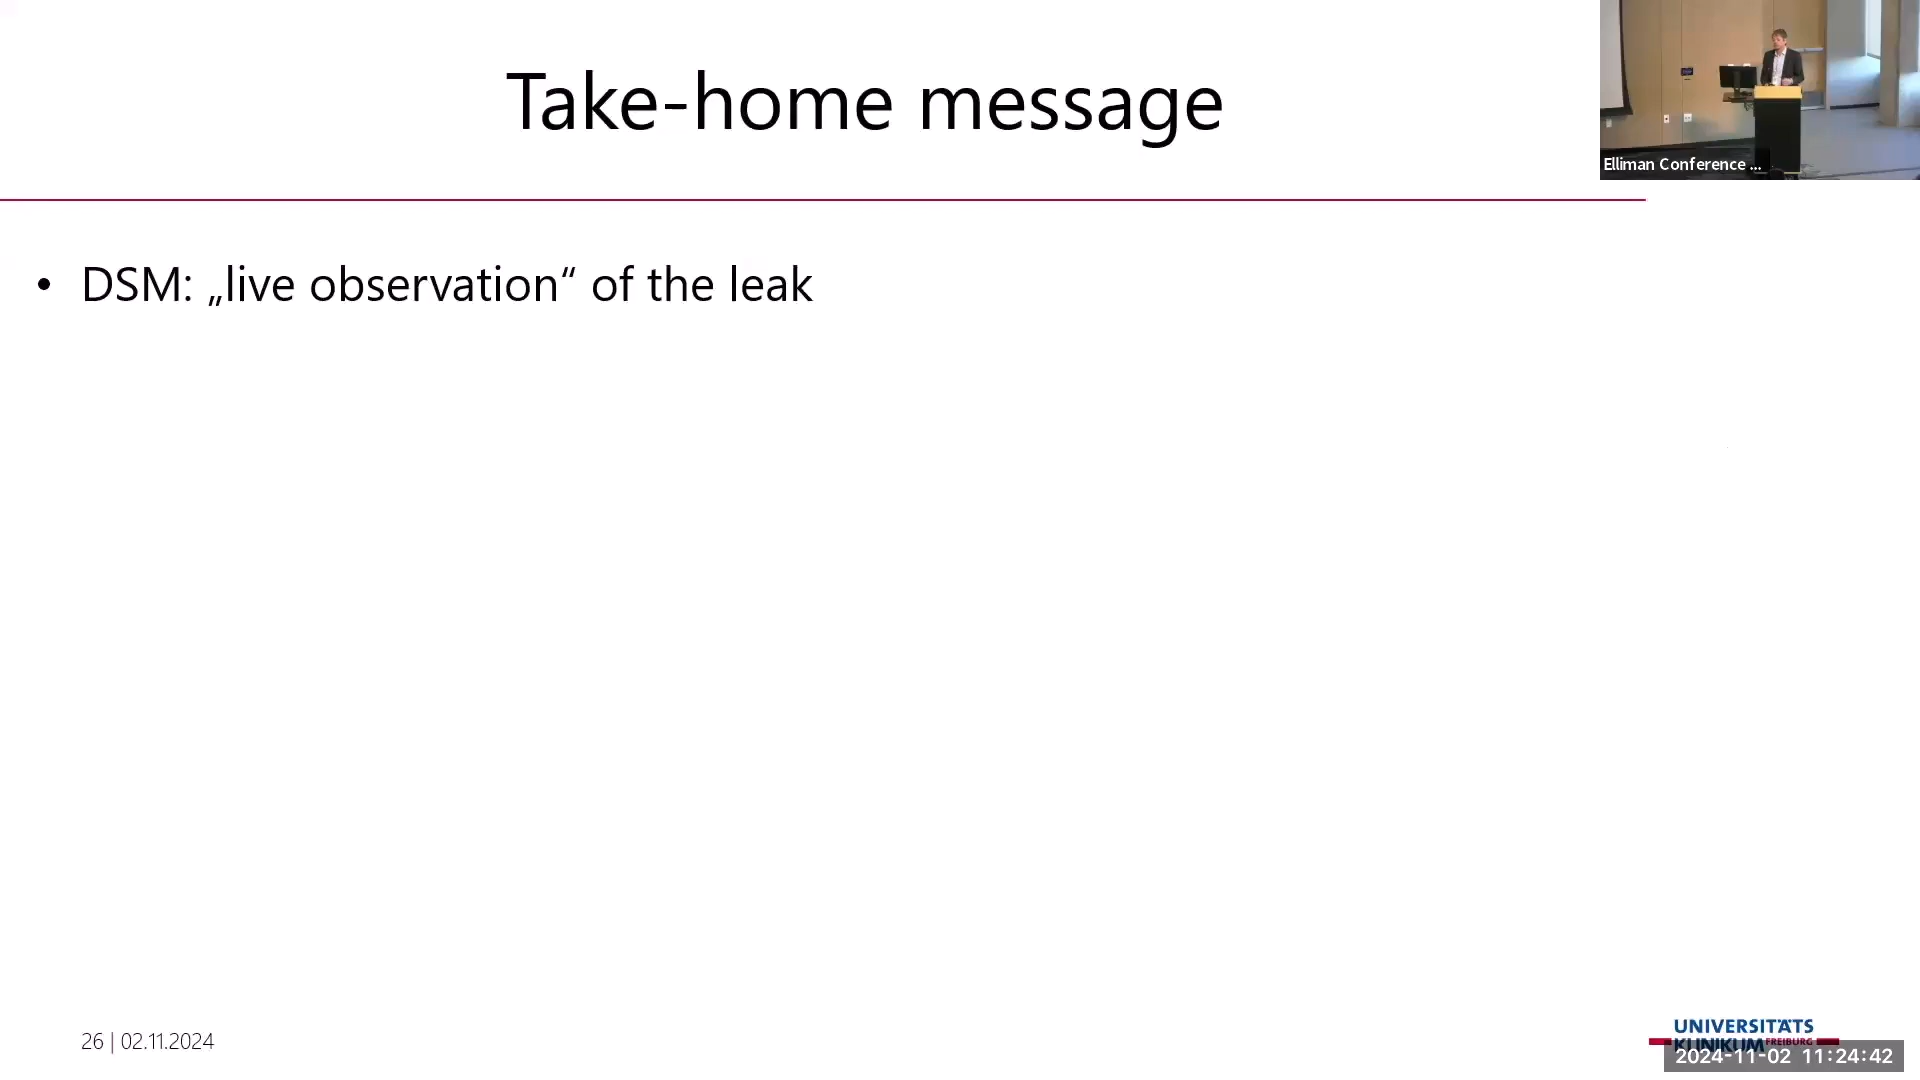 Take-home message
Elliman Conference ...
• DSM: „live observation“ of the leak
26 | 02.11.2024
UNIVERSITÄTS
KLINIKUM FREIBURG
2024-11-02 11:24:42